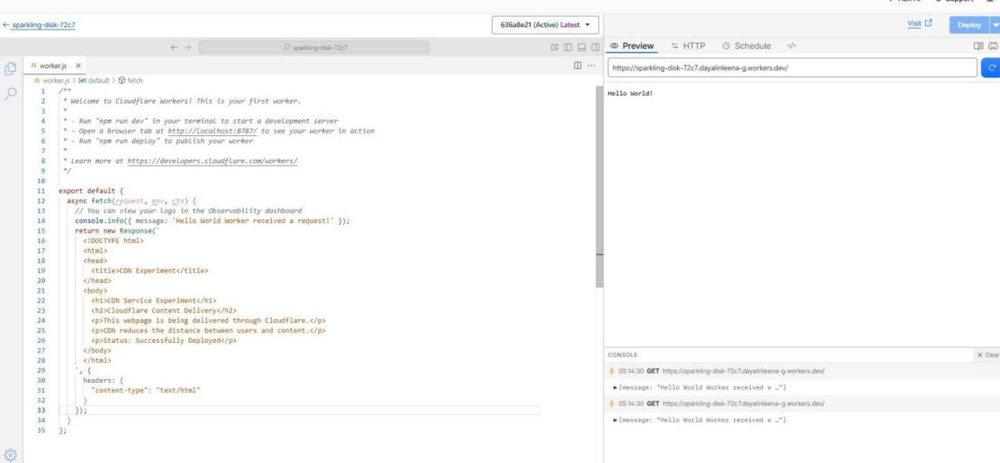 Ask AI Support
← sparkling-disk-72c7
636a8e21 (Active) Latest
Visit
Deploy
sparkling-disk-72c7
Preview
HTTP
Schedule
</>
JS worker.js ×
···
JS worker.js > default > fetch
https://sparkling-disk-72c7.dayalinleena-g.workers.dev/
1 /**
2 * Welcome to Cloudflare Workers! This is your first worker.
3 *
4 * - Run "npm run dev" in your terminal to start a development server
5 * - Open a browser tab at http://localhost:8787/ to see your worker in action
6 * - Run "npm run deploy" to publish your worker
7 *
8 * Learn more at https://developers.cloudflare.com/workers/
9 */
10
11 export default {
12 async fetch(request, env, ctx) {
13 // You can view your logs in the Observability dashboard
14 console.info({ message: 'Hello World Worker received a request!' });
15 return new Response(`
16 <!DOCTYPE html>
17 <html>
18 <head>
19 <title>CDN Experiment</title>
20 </head>
21 <body>
22 <h1>CDN Service Experiment</h1>
23 <h2>Cloudflare Content Delivery</h2>
24 <p>This webpage is being delivered through Cloudflare.</p>
25 <p>CDN reduces the distance between users and content.</p>
26 <p>Status: Successfully Deployed</p>
27 </body>
28 </html>
29 `, {
30 headers: {
31 "content-type": "text/html"
32 }
33 });
34 }
35 };
Hello World!
CONSOLE
× Clear
05:14:30 GET https://sparkling-disk-72c7.dayalinleena-g.workers.dev/
▸{message: "Hello World Worker received a …"}
05:14:30 GET https://sparkling-disk-72c7.dayalinleena-g.workers.dev/
▸{message: "Hello World Worker received a …"}